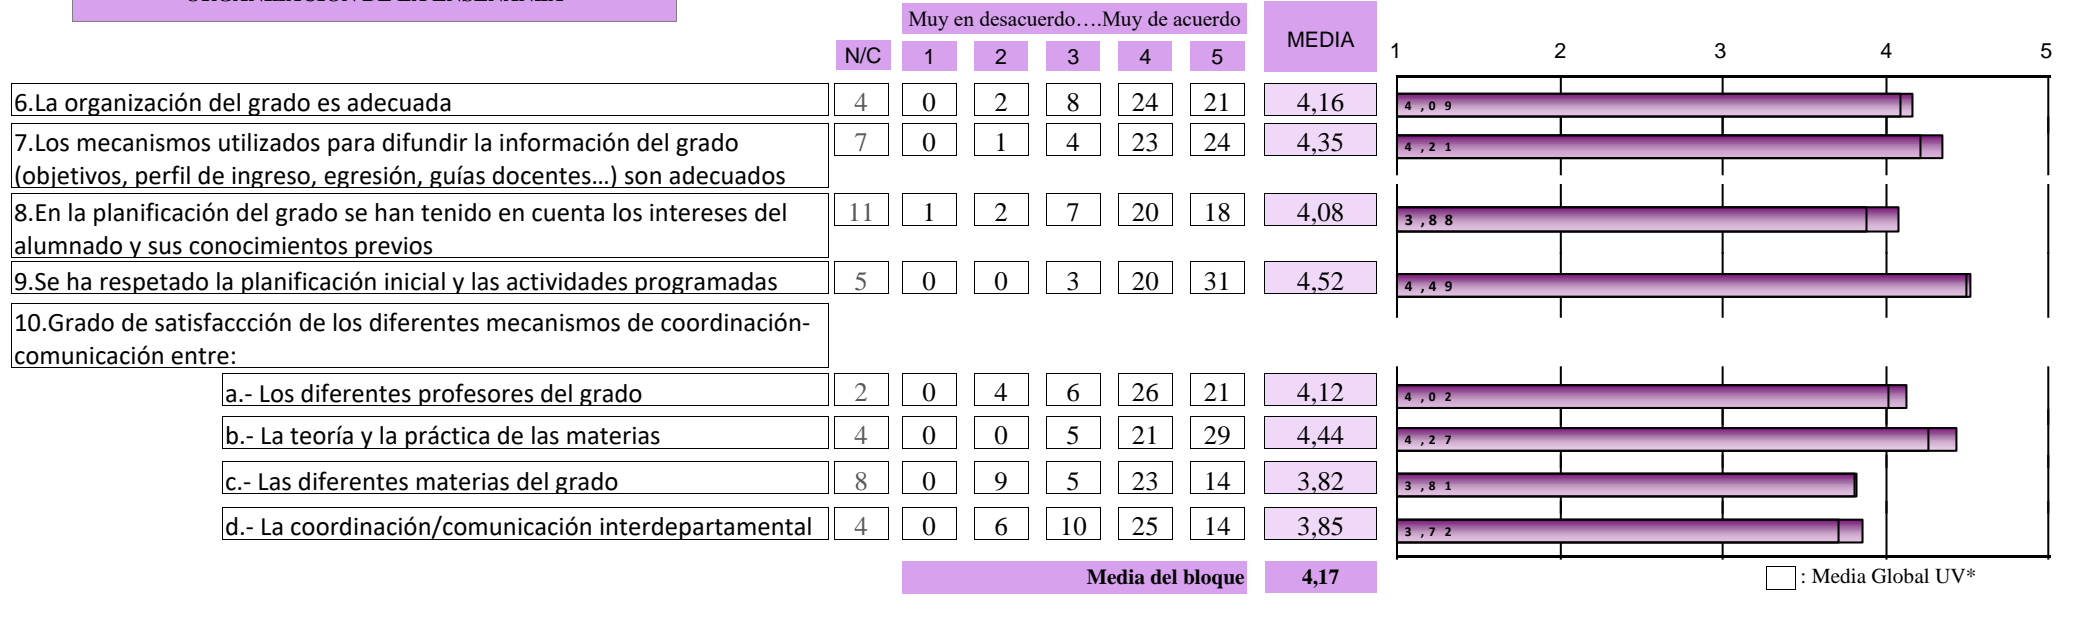 ORGANIZACIÓN DE LA ENSEÑANZA
Muy en desacuerdo….Muy de acuerdo
MEDIA
N/C 1 2 3 4 5
1 2 3 4 5
6.La organización del grado es adecuada 4 0 2 8 24 21 4,16 4,09
7.Los mecanismos utilizados para difundir la información del grado 7 0 1 4 23 24 4,35 4,21
(objetivos, perfil de ingreso, egresión, guías docentes...) son adecuados
8.En la planificación del grado se han tenido en cuenta los intereses del 11 1 2 7 20 18 4,08 3,88
alumnado y sus conocimientos previos
9.Se ha respetado la planificación inicial y las actividades programadas 5 0 0 3 20 31 4,52 4,49
10.Grado de satisfaccción de los diferentes mecanismos de coordinación-
comunicación entre:
a.- Los diferentes profesores del grado 2 0 4 6 26 21 4,12 4,02
b.- La teoría y la práctica de las materias 4 0 0 5 21 29 4,44 4,27
c.- Las diferentes materias del grado 8 0 9 5 23 14 3,82 3,81
d.- La coordinación/comunicación interdepartamental 4 0 6 10 25 14 3,85 3,72
Media del bloque 4,17
: Media Global UV*